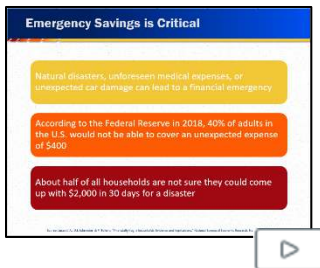 Emergency Savings is Critical
Natural disasters, unforeseen medical expenses, or
unexpected car damage can lead to a financial emergency
According to the Federal Reserve in 2018, 40% of adults in
the U.S. would not be able to cover an unexpected expense
of $400
About half of all households are not sure they could come
up with $2,000 in 30 days for a disaster